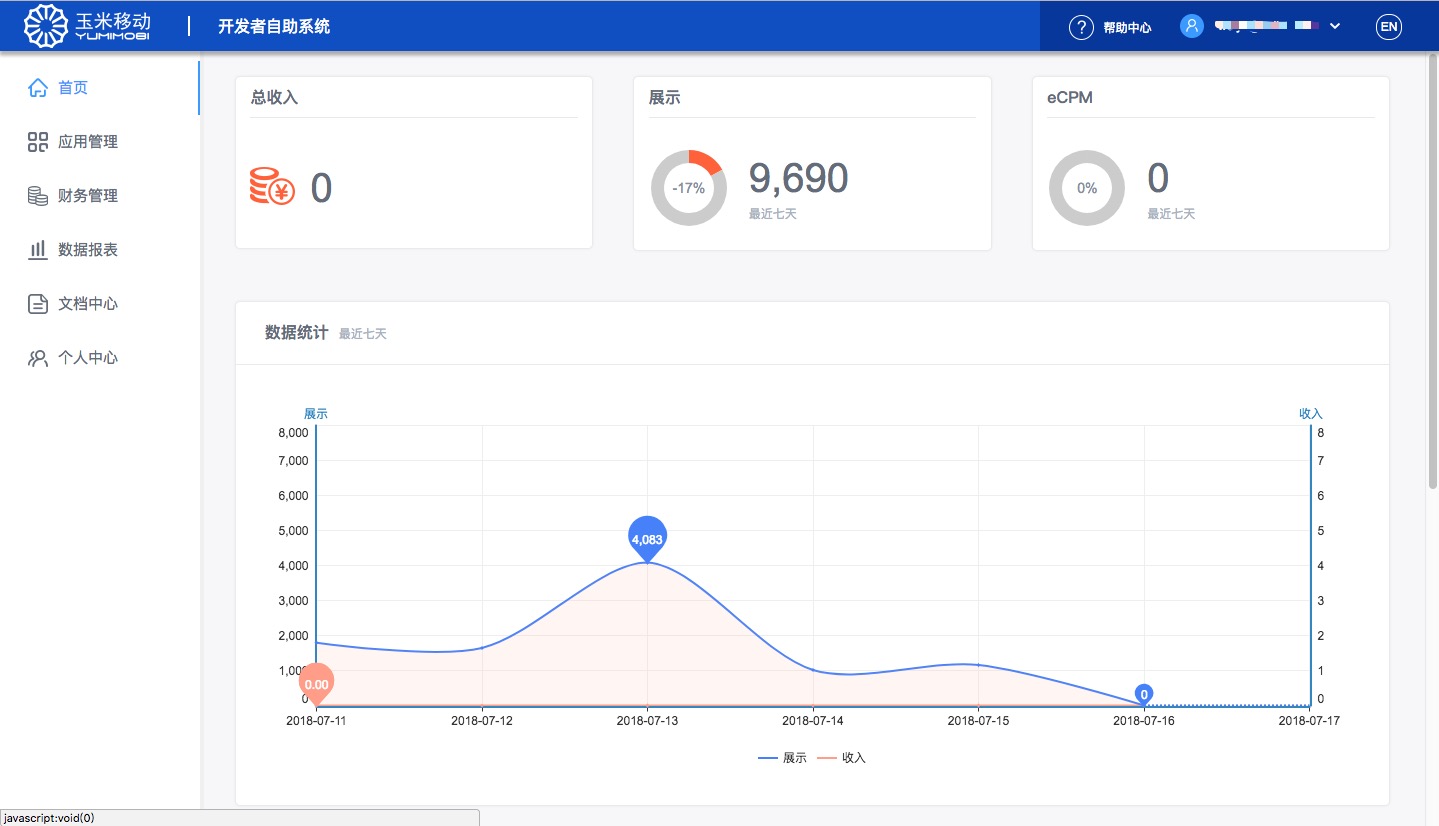 玉米移动
YUMIMOBI
开发者自助系统
?
帮助中心
EN
首页
应用管理
财务管理
数据报表
文档中心
个人中心
总收入
¥
0
展示
-17%
9,690
最近七天
eCPM
0%
0
最近七天
数据统计 最近七天
展示
收入
8,000
7,000
6,000
5,000
4,000
3,000
2,000
1,000
0
8
7
6
5
4
3
2
1
0
4,083
0.00
0
2018-07-11
2018-07-12
2018-07-13
2018-07-14
2018-07-15
2018-07-16
2018-07-17
展示 收入
javascript:void(0)